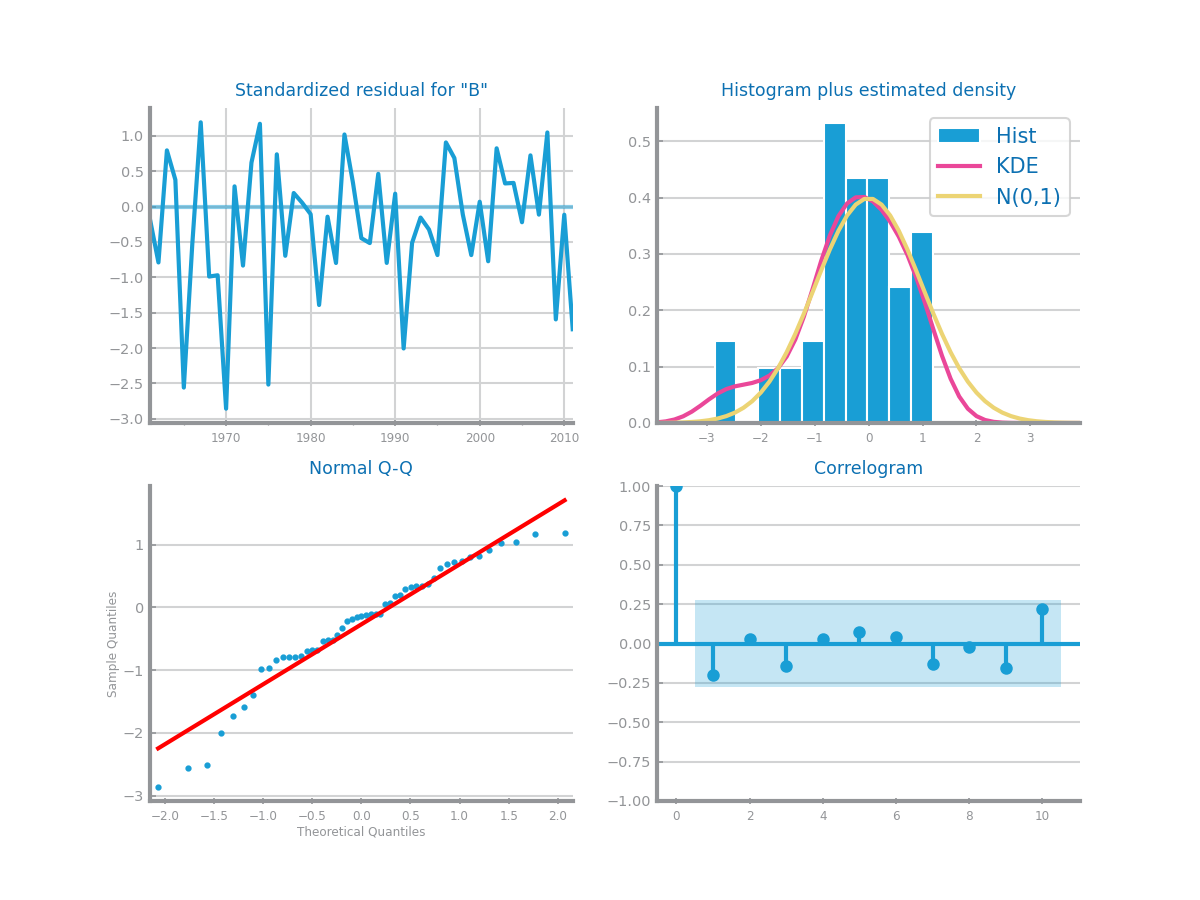 Standardized residual for "B"
1.0
0.5
0.0
−0.5
−1.0
−1.5
−2.0
−2.5
−3.0
1970 1980 1990 2000 2010
Histogram plus estimated density
Hist
KDE
N(0,1)
0.5
0.4
0.3
0.2
0.1
0.0
−3 −2 −1 0 1 2 3
Normal Q-Q
Sample Quantiles
1
0
−1
−2
−3
−2.0 −1.5 −1.0 −0.5 0.0 0.5 1.0 1.5 2.0
Theoretical Quantiles
Correlogram
1.00
0.75
0.50
0.25
0.00
−0.25
−0.50
−0.75
−1.00
0 2 4 6 8 10